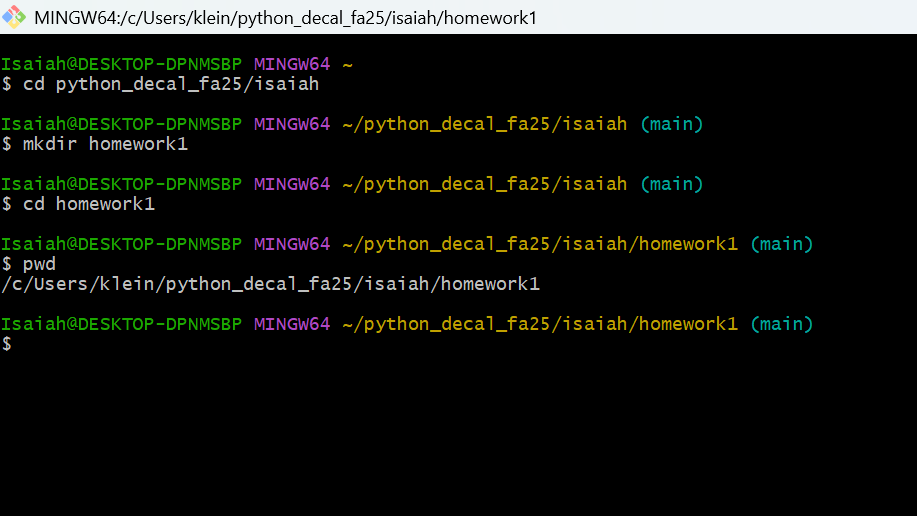 MINGW64:/c/Users/klein/python_decal_fa25/isaiah/homework1
Isaiah@DESKTOP-DPNMSBP MINGW64 ~
$ cd python_decal_fa25/isaiah
Isaiah@DESKTOP-DPNMSBP MINGW64 ~/python_decal_fa25/isaiah (main)
$ mkdir homework1
Isaiah@DESKTOP-DPNMSBP MINGW64 ~/python_decal_fa25/isaiah (main)
$ cd homework1
Isaiah@DESKTOP-DPNMSBP MINGW64 ~/python_decal_fa25/isaiah/homework1 (main)
$ pwd
/c/Users/klein/python_decal_fa25/isaiah/homework1
Isaiah@DESKTOP-DPNMSBP MINGW64 ~/python_decal_fa25/isaiah/homework1 (main)
$